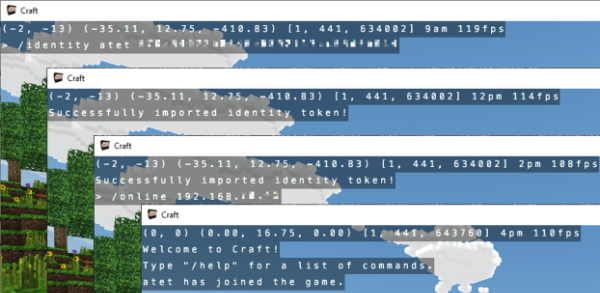 Craft
(-2, -13) (-35.11, 12.75, -410.83) [1, 441, 634002] 9am 119fps
> /identity atet
Craft
(-2, -13) (-35.11, 12.75, -410.83) [1, 441, 634002] 12pm 114fps
Successfully imported identity token!
Craft
(-2, -13) (-35.11, 12.75, -410.83) [1, 441, 634002] 2pm 108fps
Successfully imported identity token!
> /online 192.168.
Craft
(0, 0) (0.00, 16.75, 0.00) [1, 441, 643760] 4pm 110fps
Welcome to Craft!
Type "/help" for a list of commands.
atet has joined the game.